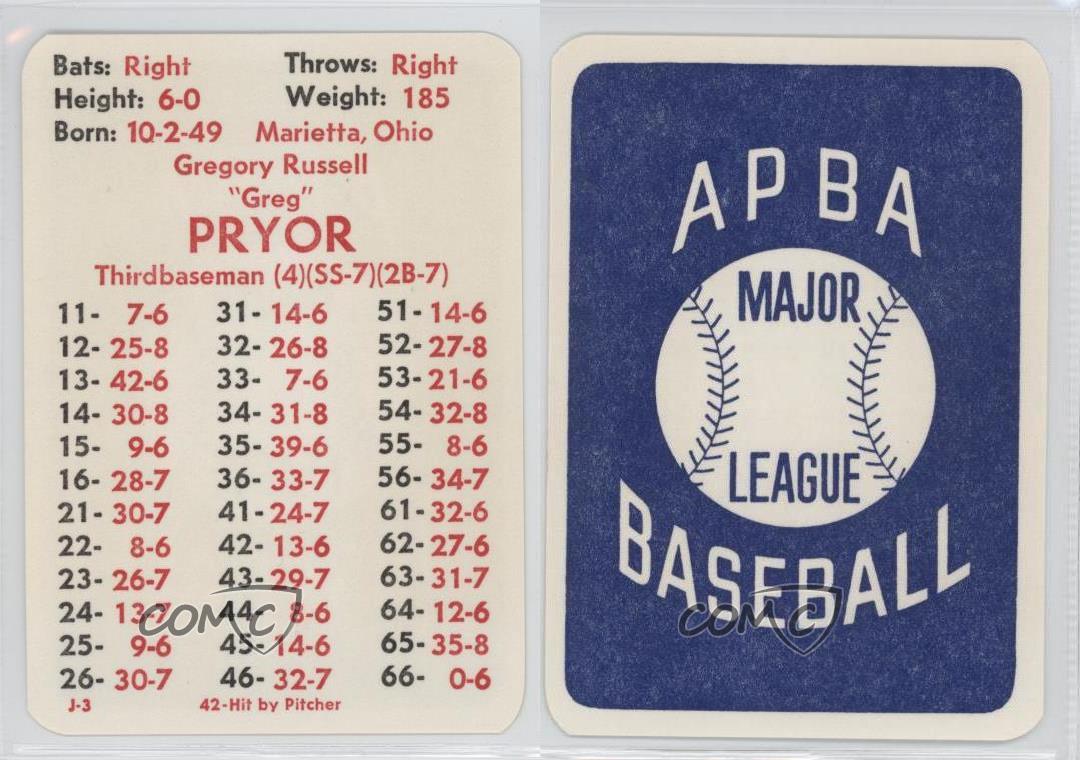 Bats: Right Throws: Right
Height: 6-0 Weight: 185
Born: 10-2-49 Marietta, Ohio
Gregory Russell
"Greg"
PRYOR
Thirdbaseman (4)(SS-7)(2B-7)
11- 7-6 31- 14-6 51- 14-6
12- 25-8 32- 26-8 52- 27-8
13- 42-6 33- 7-6 53- 21-6
14- 30-8 34- 31-8 54- 32-8
15- 9-6 35- 39-6 55- 8-6
16- 28-7 36- 33-7 56- 34-7
21- 30-7 41- 24-7 61- 32-6
22- 8-6 42- 13-6 62- 27-6
23- 26-7 43- 29-7 63- 31-7
24- 13-7 44- 8-6 64- 12-6
25- 9-6 45- 14-6 65- 35-8
26- 30-7 46- 32-7 66- 0-6
J-3 42-Hit by Pitcher
COMC
APBA
MAJOR
LEAGUE
BASEBALL
COMC